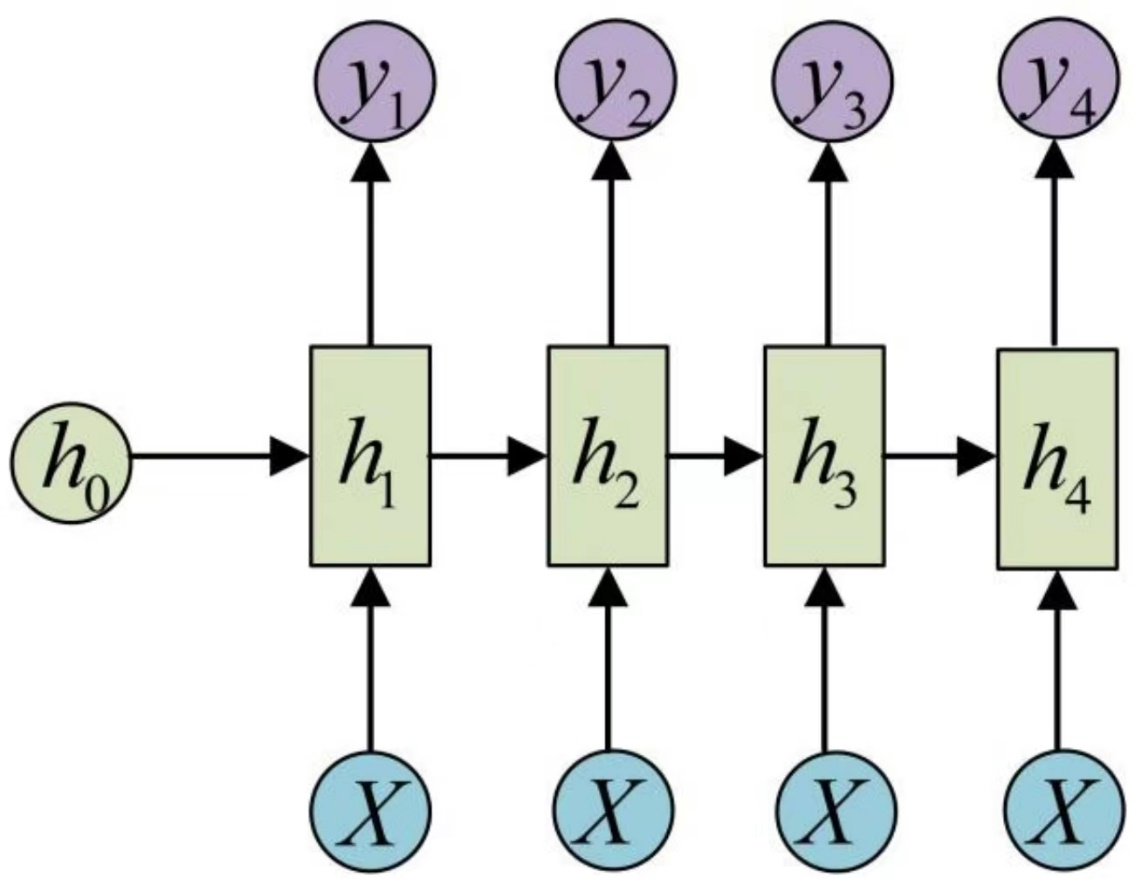 y₁ y₂ y₃ y₄
h₀ h₁ h₂ h₃ h₄
X X X X